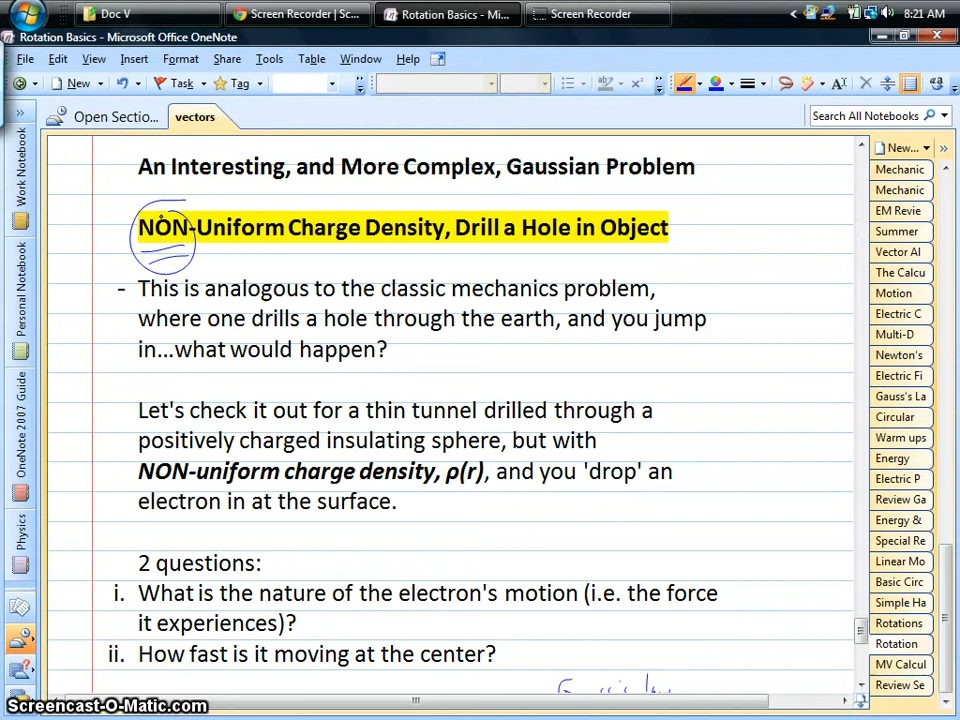 Doc V
Screen Recorder | Sc...
Rotation Basics - Mi...
Screen Recorder
8:21 AM
Rotation Basics - Microsoft Office OneNote
File Edit View Insert Format Share Tools Table Window Help
New Task Tag
Open Sectio... vectors
Search All Notebooks
An Interesting, and More Complex, Gaussian Problem
NON-Uniform Charge Density, Drill a Hole in Object
- This is analogous to the classic mechanics problem,
where one drills a hole through the earth, and you jump
in...what would happen?
Let's check it out for a thin tunnel drilled through a
positively charged insulating sphere, but with
NON-uniform charge density, ρ(r), and you 'drop' an
electron in at the surface.
2 questions:
i. What is the nature of the electron's motion (i.e. the force
it experiences)?
ii. How fast is it moving at the center?
Work Notebook
Personal Notebook
OneNote 2007 Guide
Physics
New...
Mechanic
Mechanic
EM Revie
Summer
Vector Al
The Calcu
Motion
Electric C
Multi-D
Newton's
Electric Fi
Gauss's La
Circular
Warm ups
Energy
Electric P
Review Ga
Energy &
Special Re
Linear Mo
Basic Circ
Simple Ha
Rotations
Rotation
MV Calcul
Review Se
Screencast-O-Matic.com